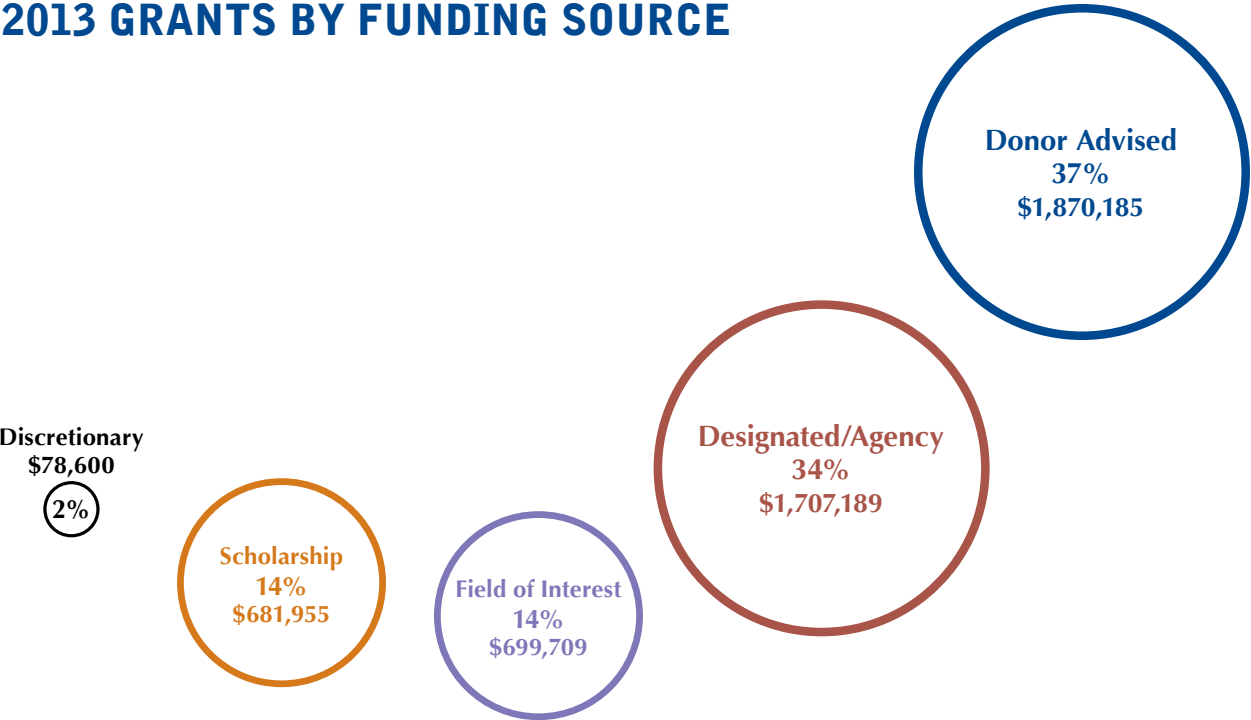 2013 GRANTS BY FUNDING SOURCE
Donor Advised
37%
$1,870,185
Designated/Agency
34%
$1,707,189
Discretionary
$78,600
2%
Scholarship
14%
$681,955
Field of Interest
14%
$699,709